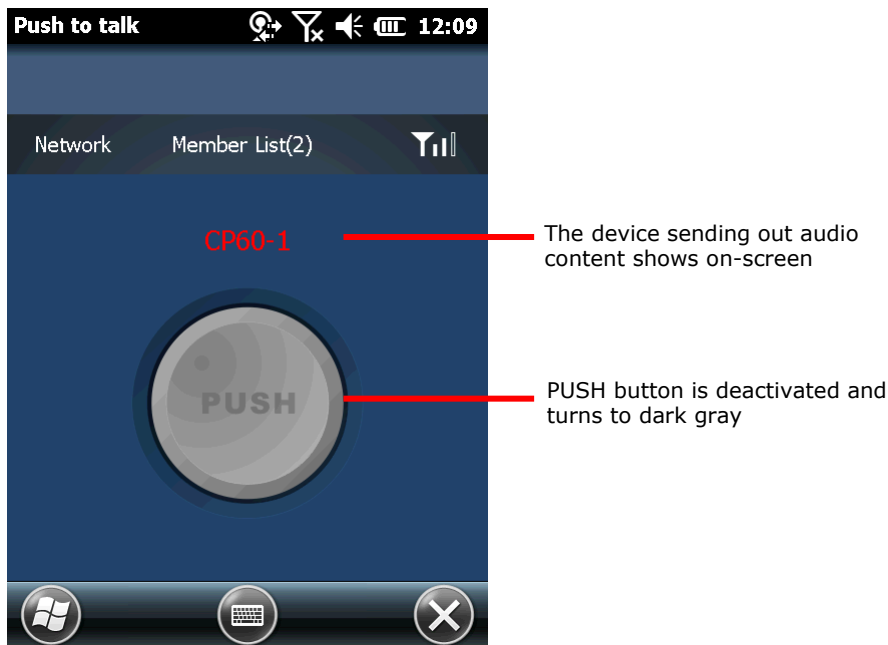 Push to talk 12:09
Network Member List(2)
CP60-1
The device sending out audio
content shows on-screen
PUSH
PUSH button is deactivated and
turns to dark gray